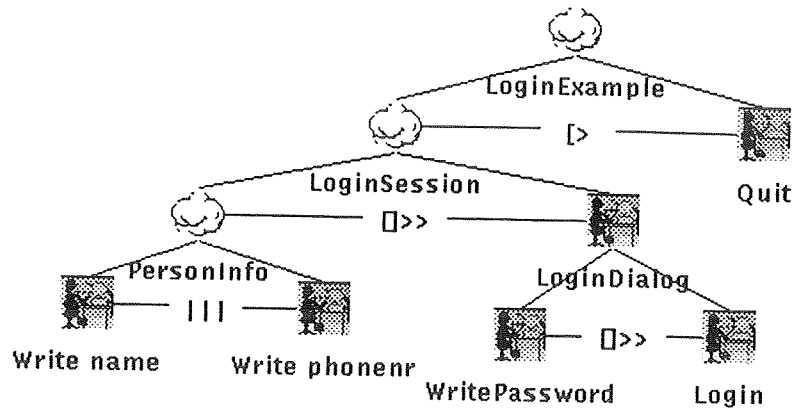 LoginExample
[>
Quit
LoginSession
[]>>
PersonInfo
LoginDialog
|||
[]>>
Write name
Write phonenr
WritePassword
Login